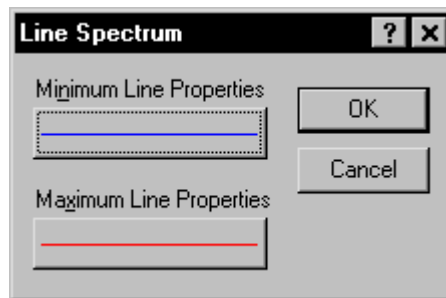 Line Spectrum
Minimum Line Properties
OK
Cancel
Maximum Line Properties